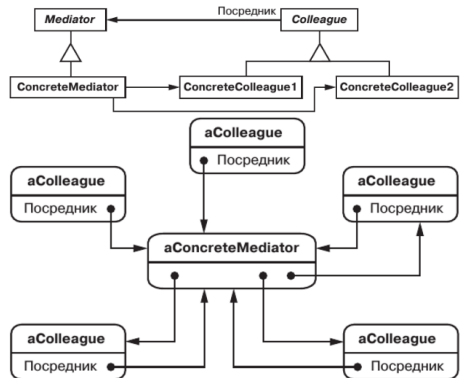 Посредник
Mediator
Colleague
ConcreteMediator
ConcreteColleague1
ConcreteColleague2
aColleague
Посредник
aColleague
Посредник
aColleague
Посредник
aConcreteMediator
aColleague
Посредник
aColleague
Посредник